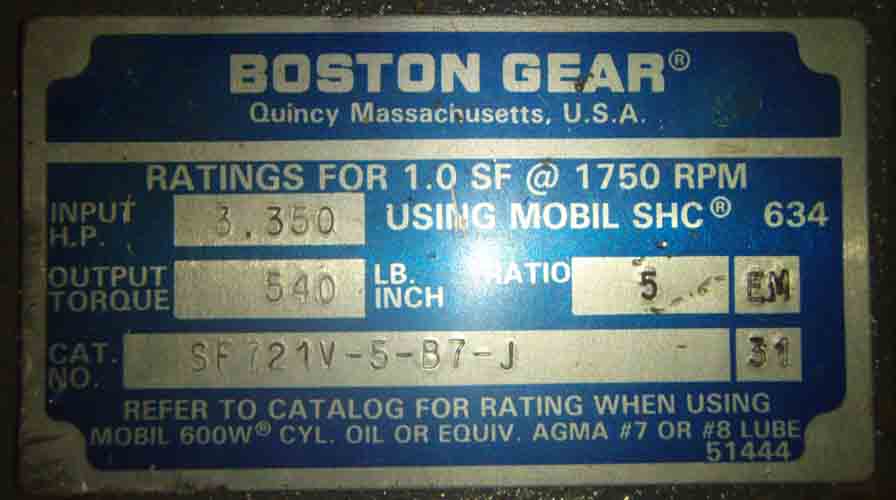 BOSTON GEAR®
Quincy Massachusetts, U.S.A.
RATINGS FOR 1.0 SF @ 1750 RPM
INPUT H.P. 3.350 USING MOBIL SHC® 634
OUTPUT TORQUE 540 LB. INCH RATIO 5 EM
CAT. NO. SF721V-5-B7-J - 31
REFER TO CATALOG FOR RATING WHEN USING
MOBIL 600W® CYL. OIL OR EQUIV. AGMA #7 OR #8 LUBE
51444